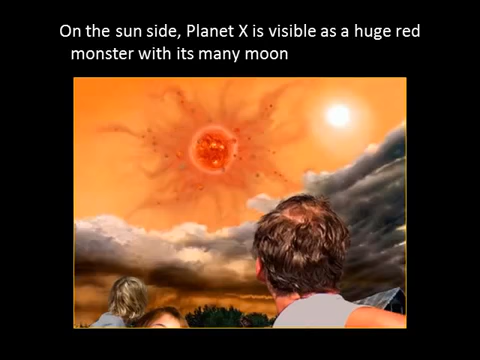 On the sun side, Planet X is visible as a huge red
monster with its many moon